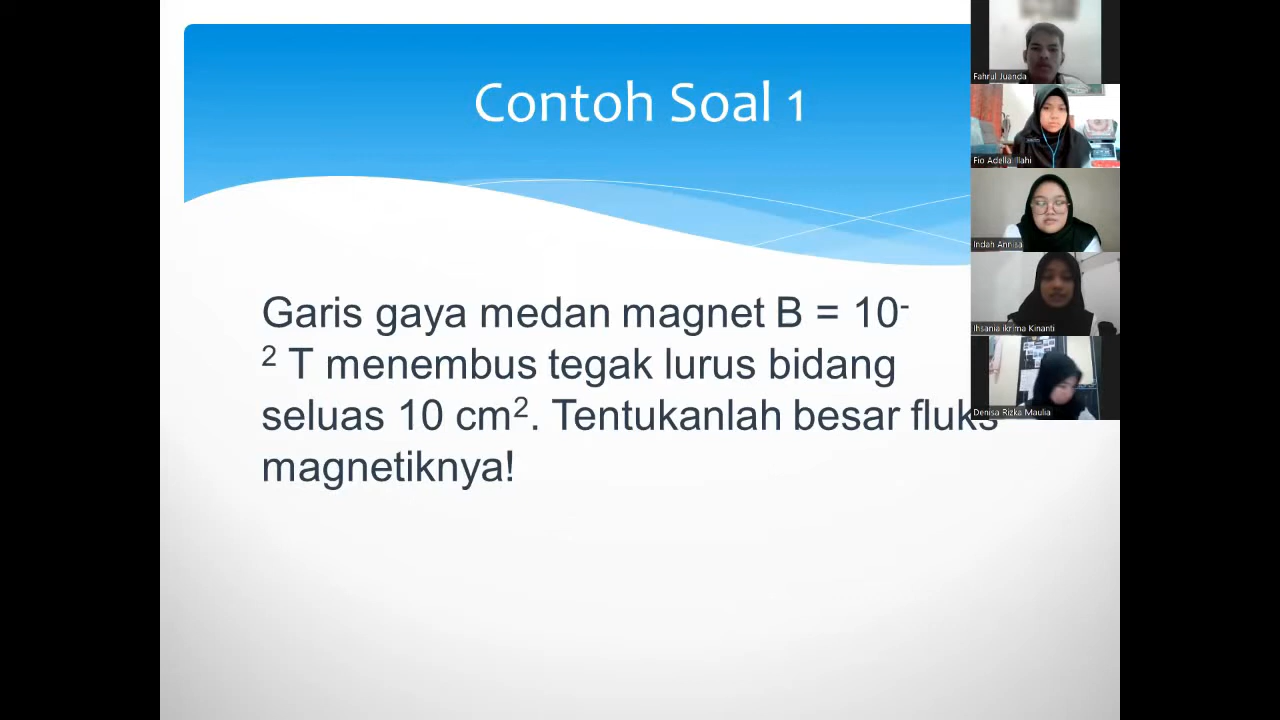 Contoh Soal 1
Garis gaya medan magnet B = 10-
2 T menembus tegak lurus bidang
seluas 10 cm2. Tentukanlah besar fluks
magnetiknya!
Fahrul Juanda
Fio Adella Illahi
Indah Annisa
Ihsania ikrima Kinanti
Denisa Rizka Maulia